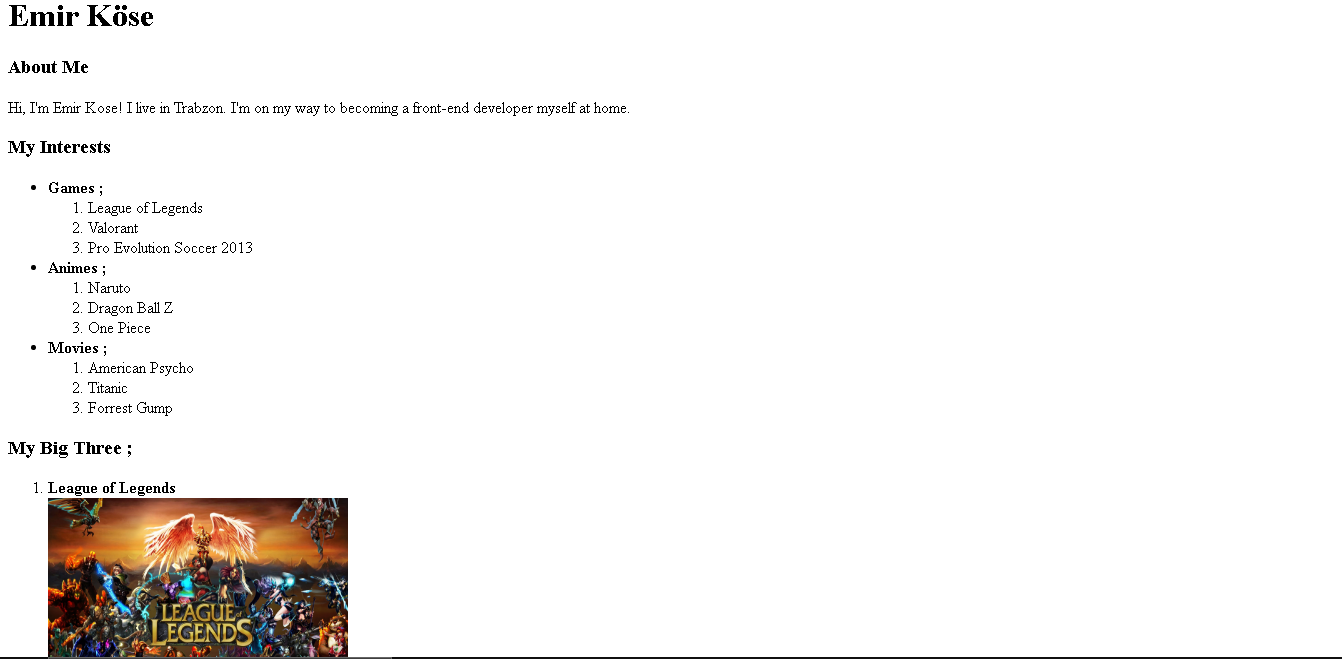 Emir Köse
About Me
Hi, I'm Emir Kose! I live in Trabzon. I'm on my way to becoming a front-end developer myself at home.
My Interests
• Games ;
1. League of Legends
2. Valorant
3. Pro Evolution Soccer 2013
• Animes ;
1. Naruto
2. Dragon Ball Z
3. One Piece
• Movies ;
1. American Psycho
2. Titanic
3. Forrest Gump
My Big Three ;
1. League of Legends
LEAGUE of
LEGENDS